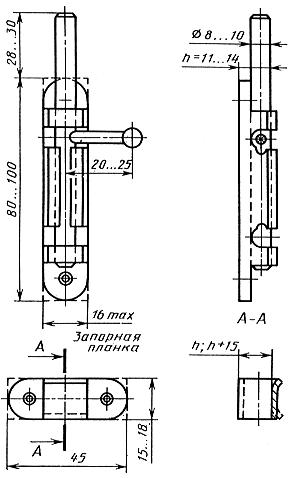 28...30
Ø 8...10
h=11...14
20...25
80...100
16 max
Запорная
планка
А-А
А
h; h+15
15...18
А
45